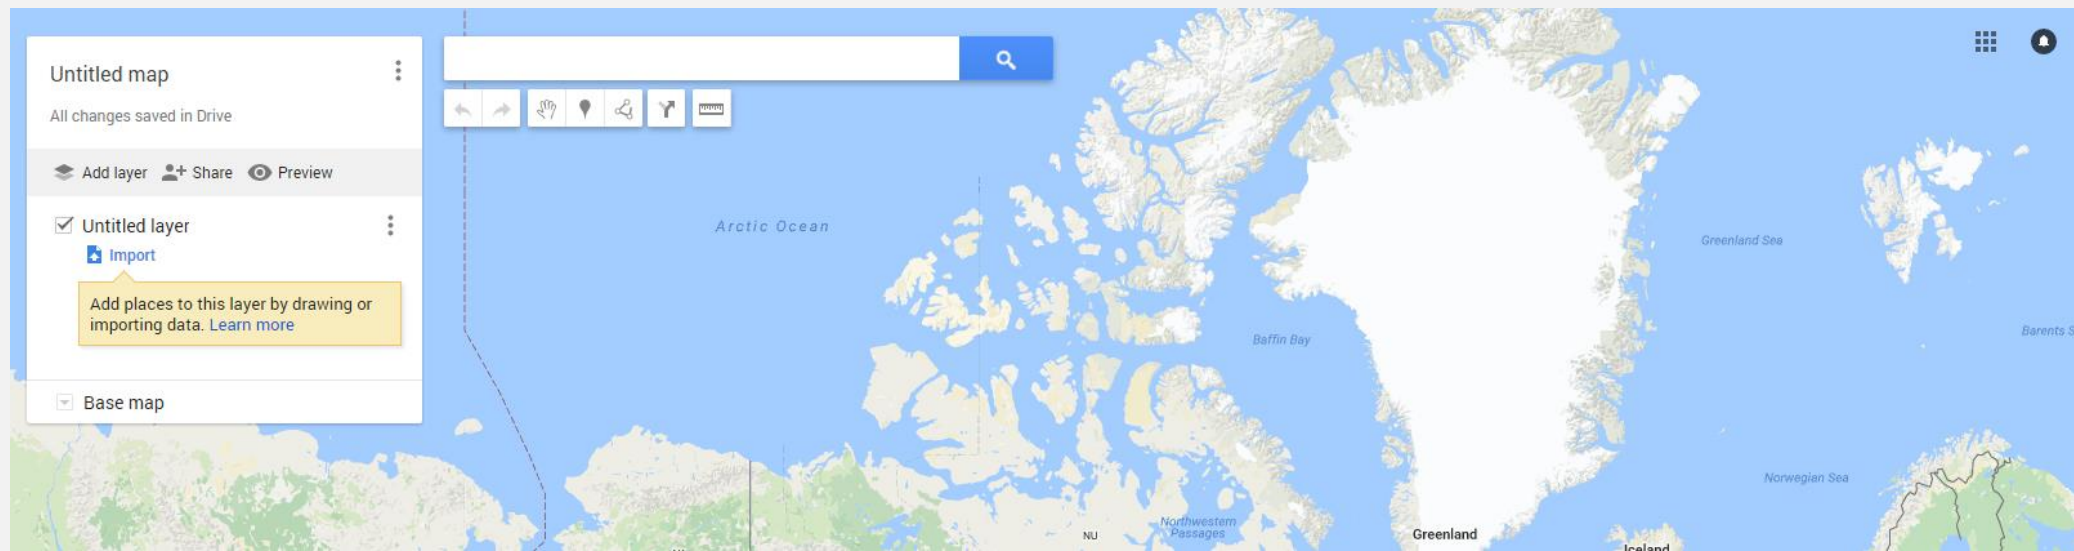 Untitled map
All changes saved in Drive
Add layer Share Preview
Untitled layer
Import
Add places to this layer by drawing or
importing data. Learn more
Base map
Arctic Ocean
Greenland Sea
Baffin Bay
Barents
Norwegian Sea
Northwestern
Passages
NU
Greenland
Iceland